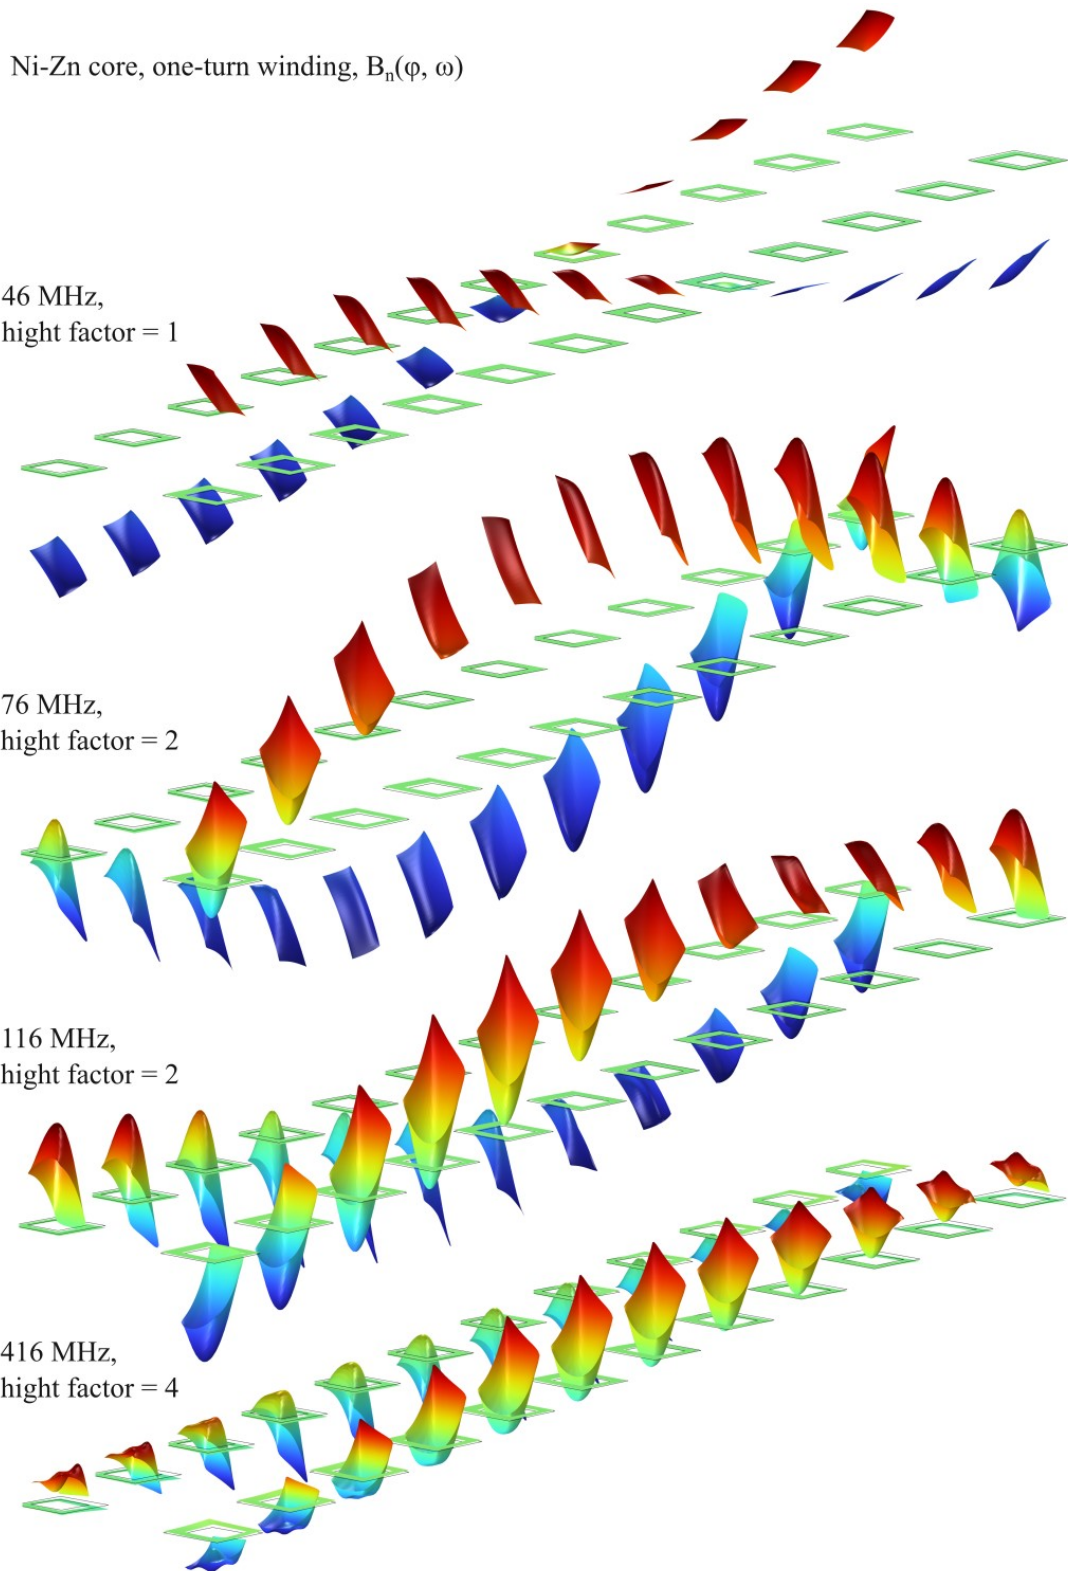 Ni-Zn core, one-turn winding, Bₙ(φ, ω)
46 MHz,
hight factor = 1
76 MHz,
hight factor = 2
116 MHz,
hight factor = 2
416 MHz,
hight factor = 4